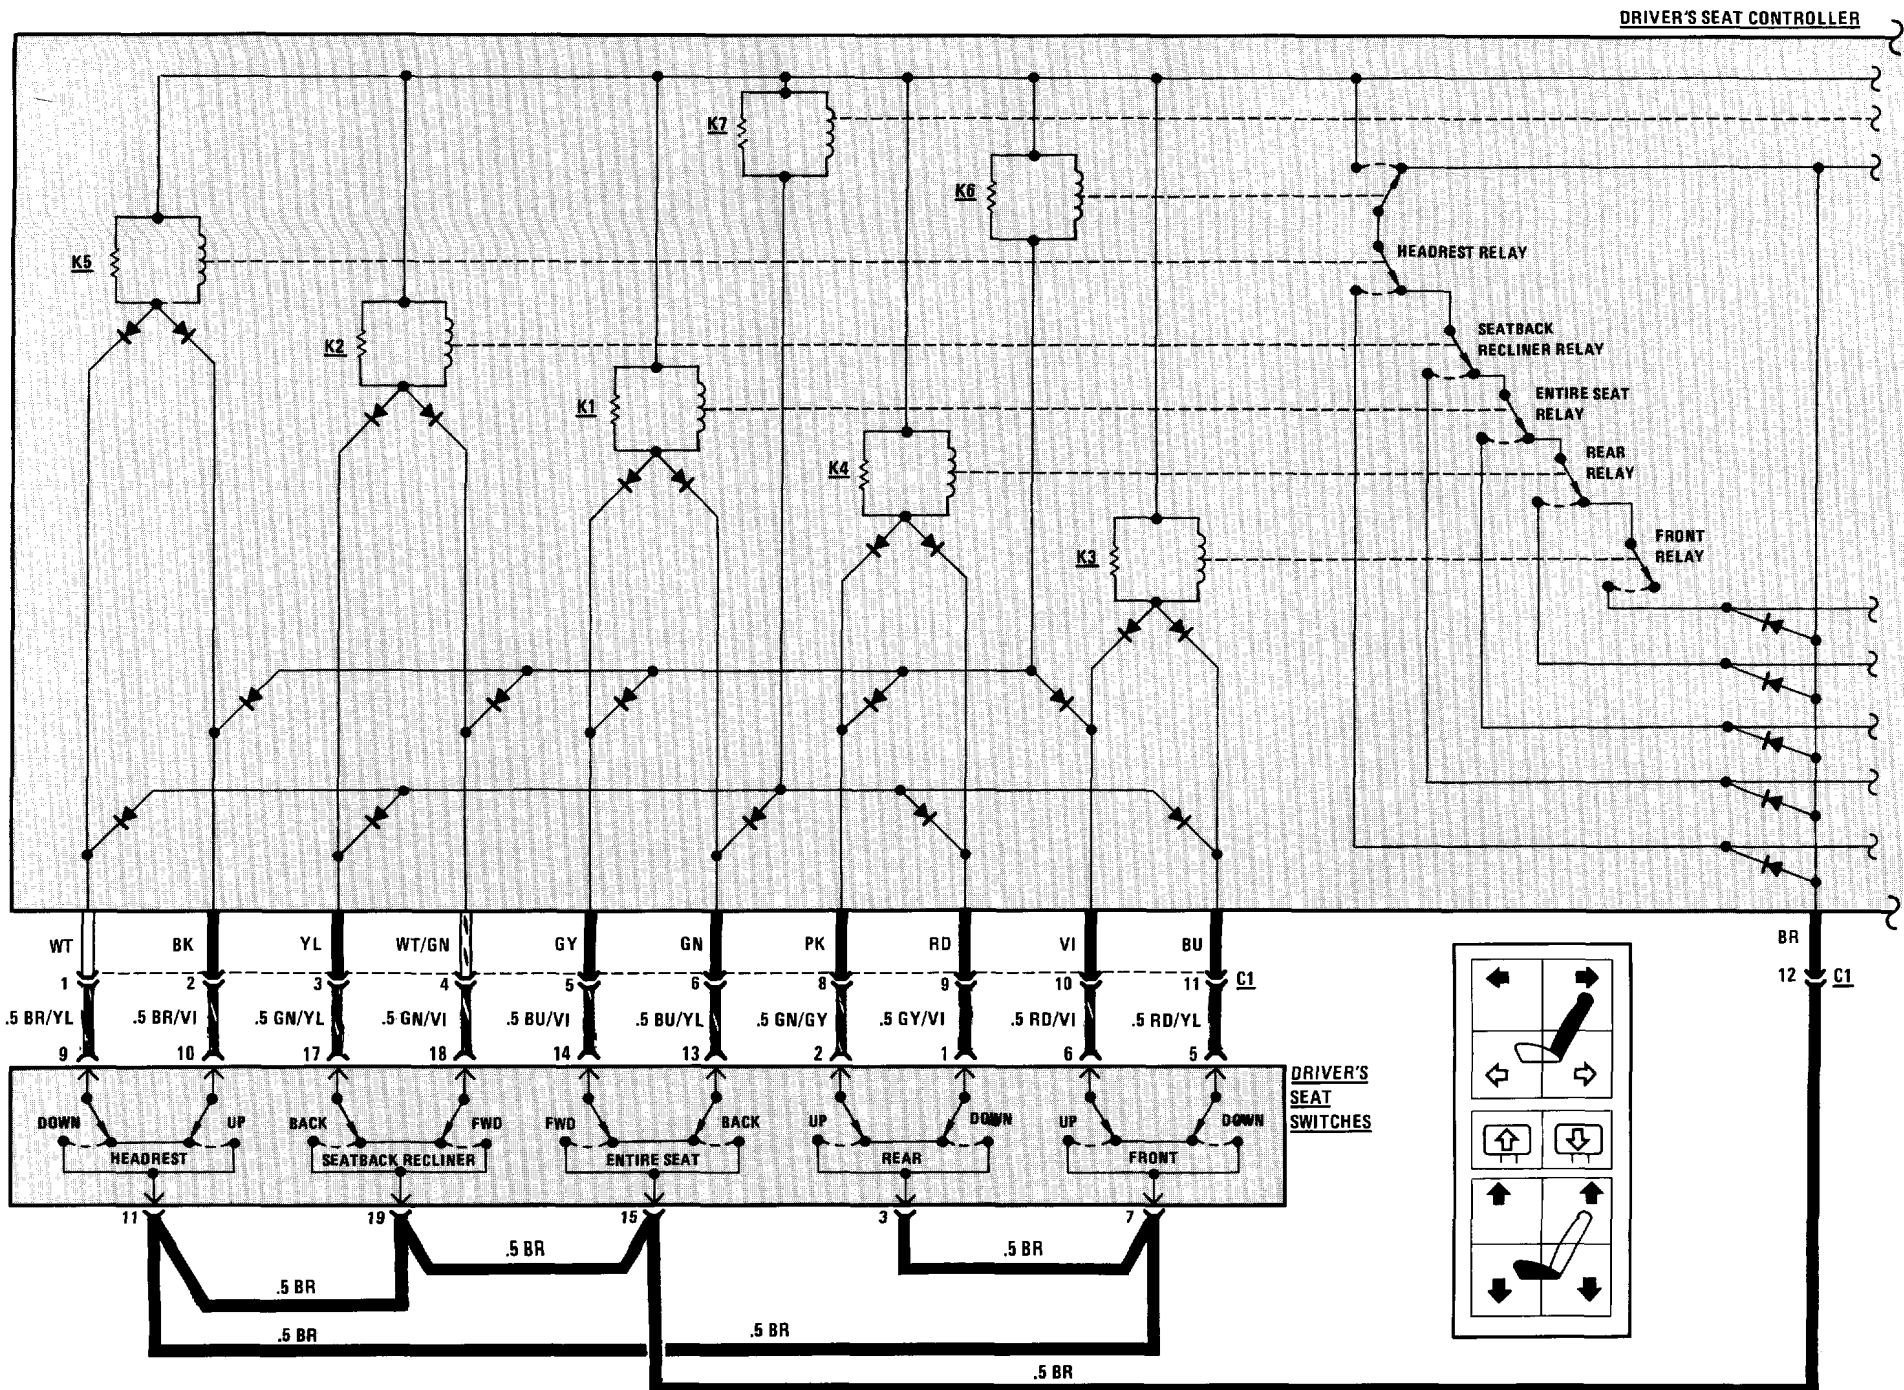 DRIVER'S SEAT CONTROLLER
K7
K6
K5
HEADREST RELAY
K2
SEATBACK
RECLINER RELAY
K1
ENTIRE SEAT
RELAY
K4
REAR
RELAY
K3
FRONT
RELAY
WT BK YL WT/GN GY GN PK RD VI BU BR
1 2 3 4 5 6 8 9 10 11 C1 12 C1
.5 BR/YL .5 BR/VI .5 GN/YL .5 GN/VI .5 BU/VI .5 BU/YL .5 GN/GY .5 GY/VI .5 RD/VI .5 RD/YL
9 10 17 18 14 13 2 1 6 5
DRIVER'S
SEAT
SWITCHES
DOWN UP BACK FWD FWD BACK UP DOWN UP DOWN
HEADREST SEATBACK RECLINER ENTIRE SEAT REAR FRONT
11 19 15 3 7
.5 BR .5 BR
.5 BR
.5 BR .5 BR
.5 BR